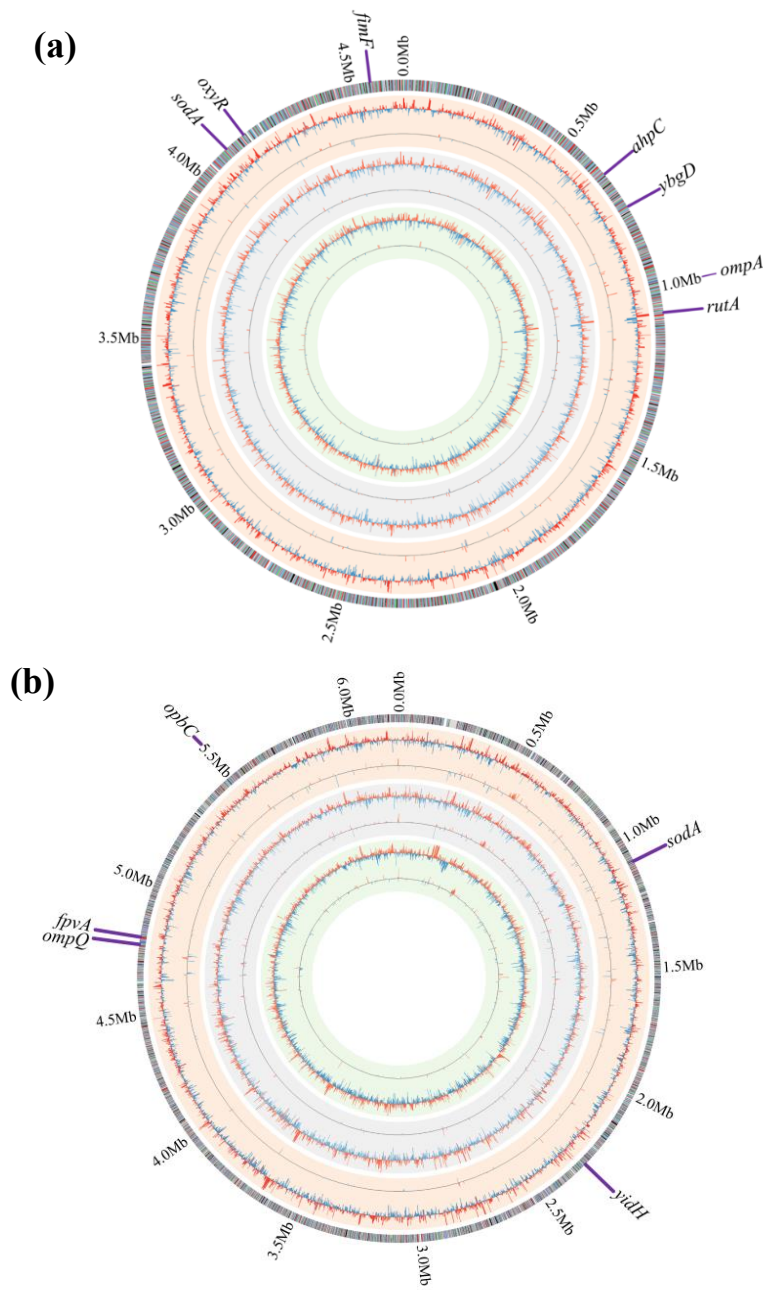 (a)
fimF
4.5Mb
0.0Mb
oxyR
sodA
4.0Mb
0.5Mb
ahpC
ybgD
1.0Mb
ompA
rutA
3.5Mb
1.5Mb
3.0Mb
2.0Mb
2.5Mb
(b)
6.0Mb
0.0Mb
opbC
5.5Mb
0.5Mb
1.0Mb
sodA
5.0Mb
fpvA
ompQ
1.5Mb
4.5Mb
2.0Mb
4.0Mb
yidH
2.5Mb
3.5Mb
3.0Mb